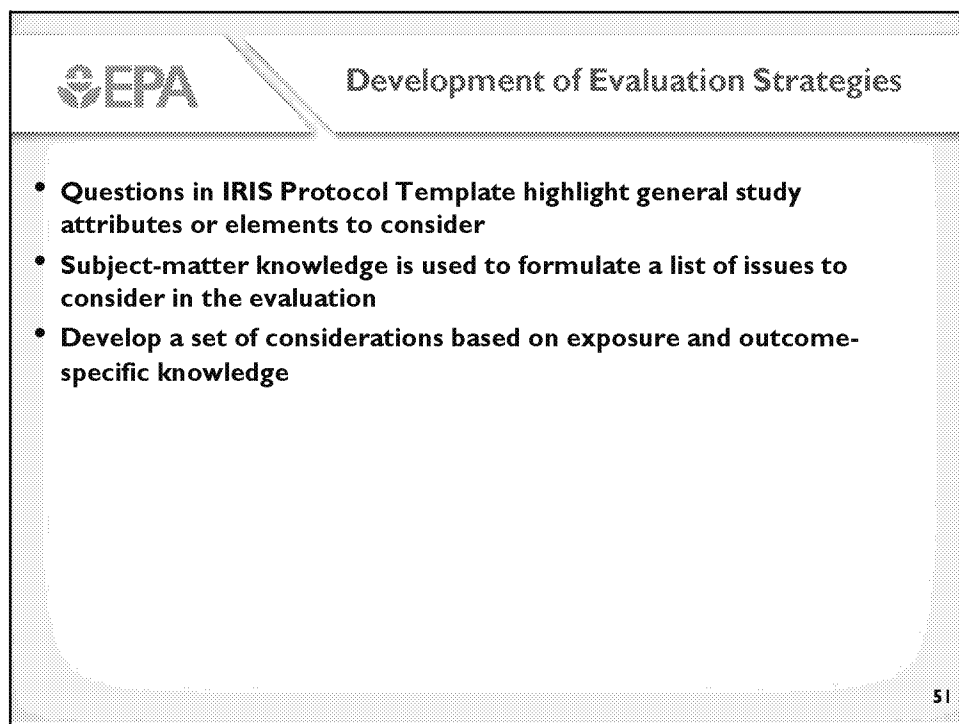 EPA
Development of Evaluation Strategies
• Questions in IRIS Protocol Template highlight general study
attributes or elements to consider
• Subject-matter knowledge is used to formulate a list of issues to
consider in the evaluation
• Develop a set of considerations based on exposure and outcome-
specific knowledge
51